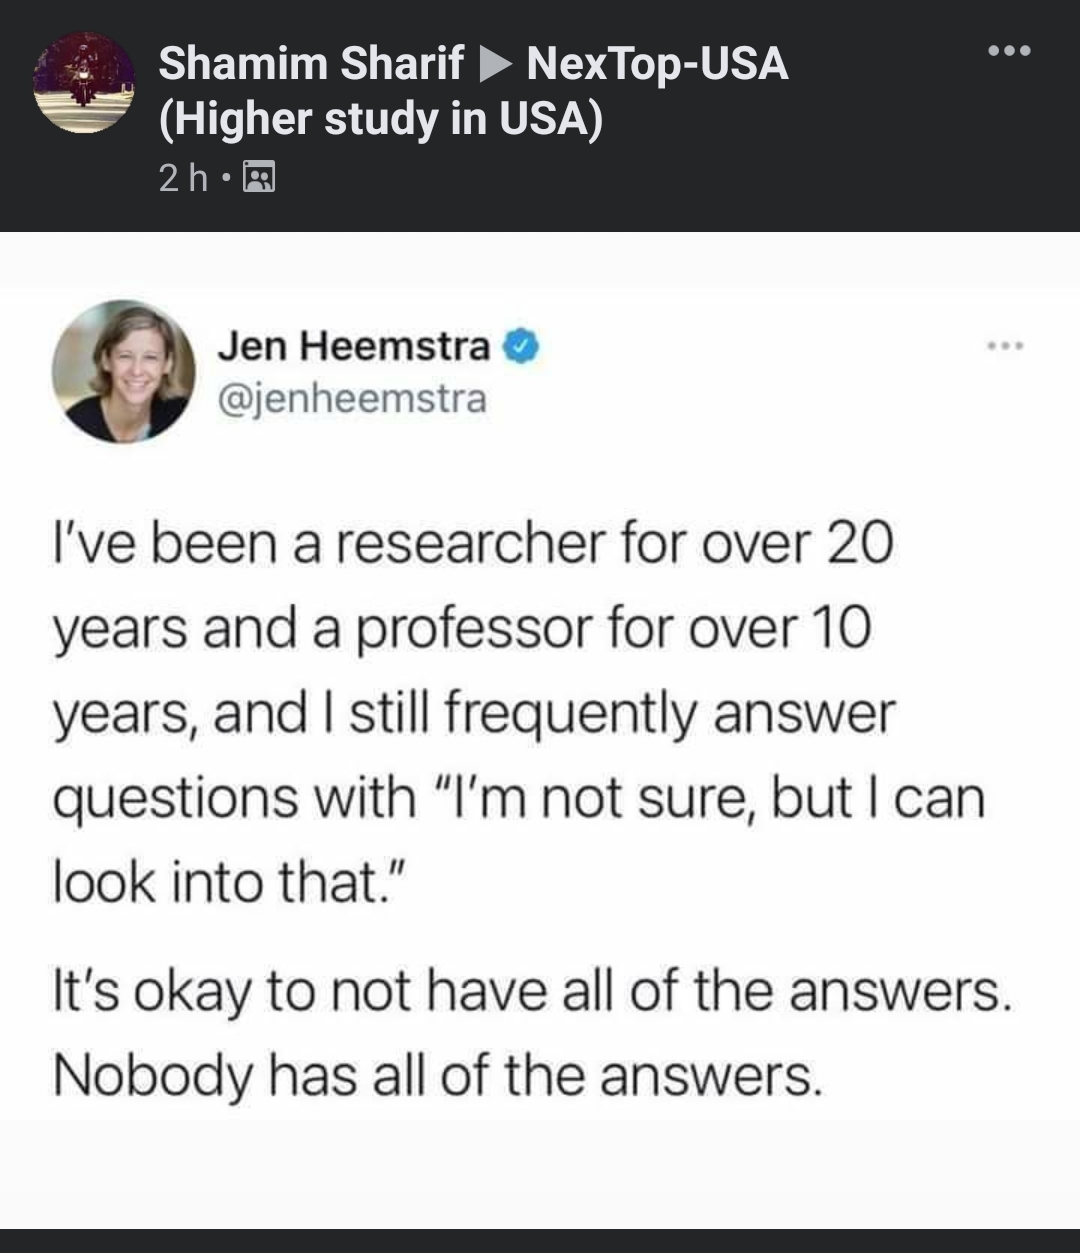 Shamim Sharif ▶ NexTop-USA
(Higher study in USA)
2 h •
Jen Heemstra
@jenheemstra
I've been a researcher for over 20
years and a professor for over 10
years, and I still frequently answer
questions with "I'm not sure, but I can
look into that."
It's okay to not have all of the answers.
Nobody has all of the answers.